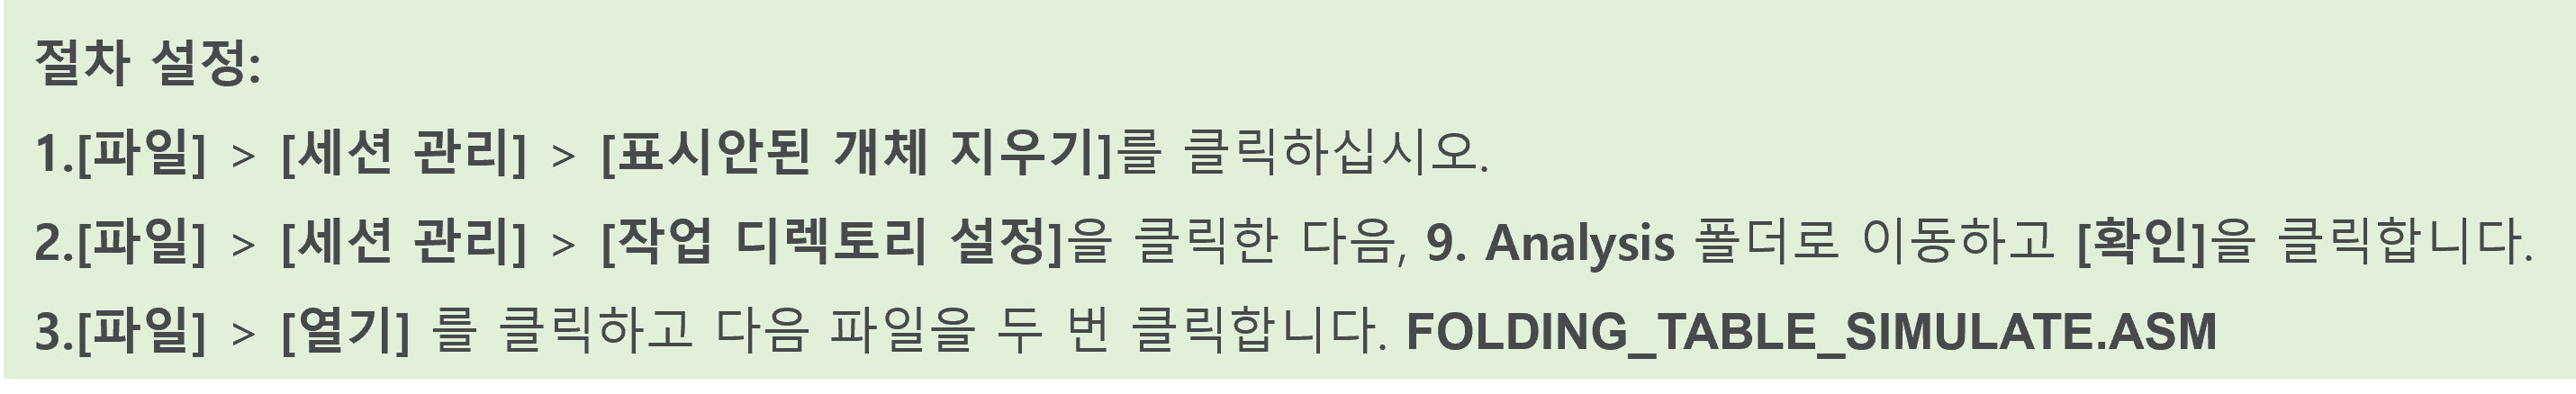 절차 설정:
1.[파일] > [세션 관리] > [표시안된 개체 지우기]를 클릭하십시오.
2.[파일] > [세션 관리] > [작업 디렉토리 설정]을 클릭한 다음, 9. Analysis 폴더로 이동하고 [확인]을 클릭합니다.
3.[파일] > [열기] 를 클릭하고 다음 파일을 두 번 클릭합니다. FOLDING_TABLE_SIMULATE.ASM